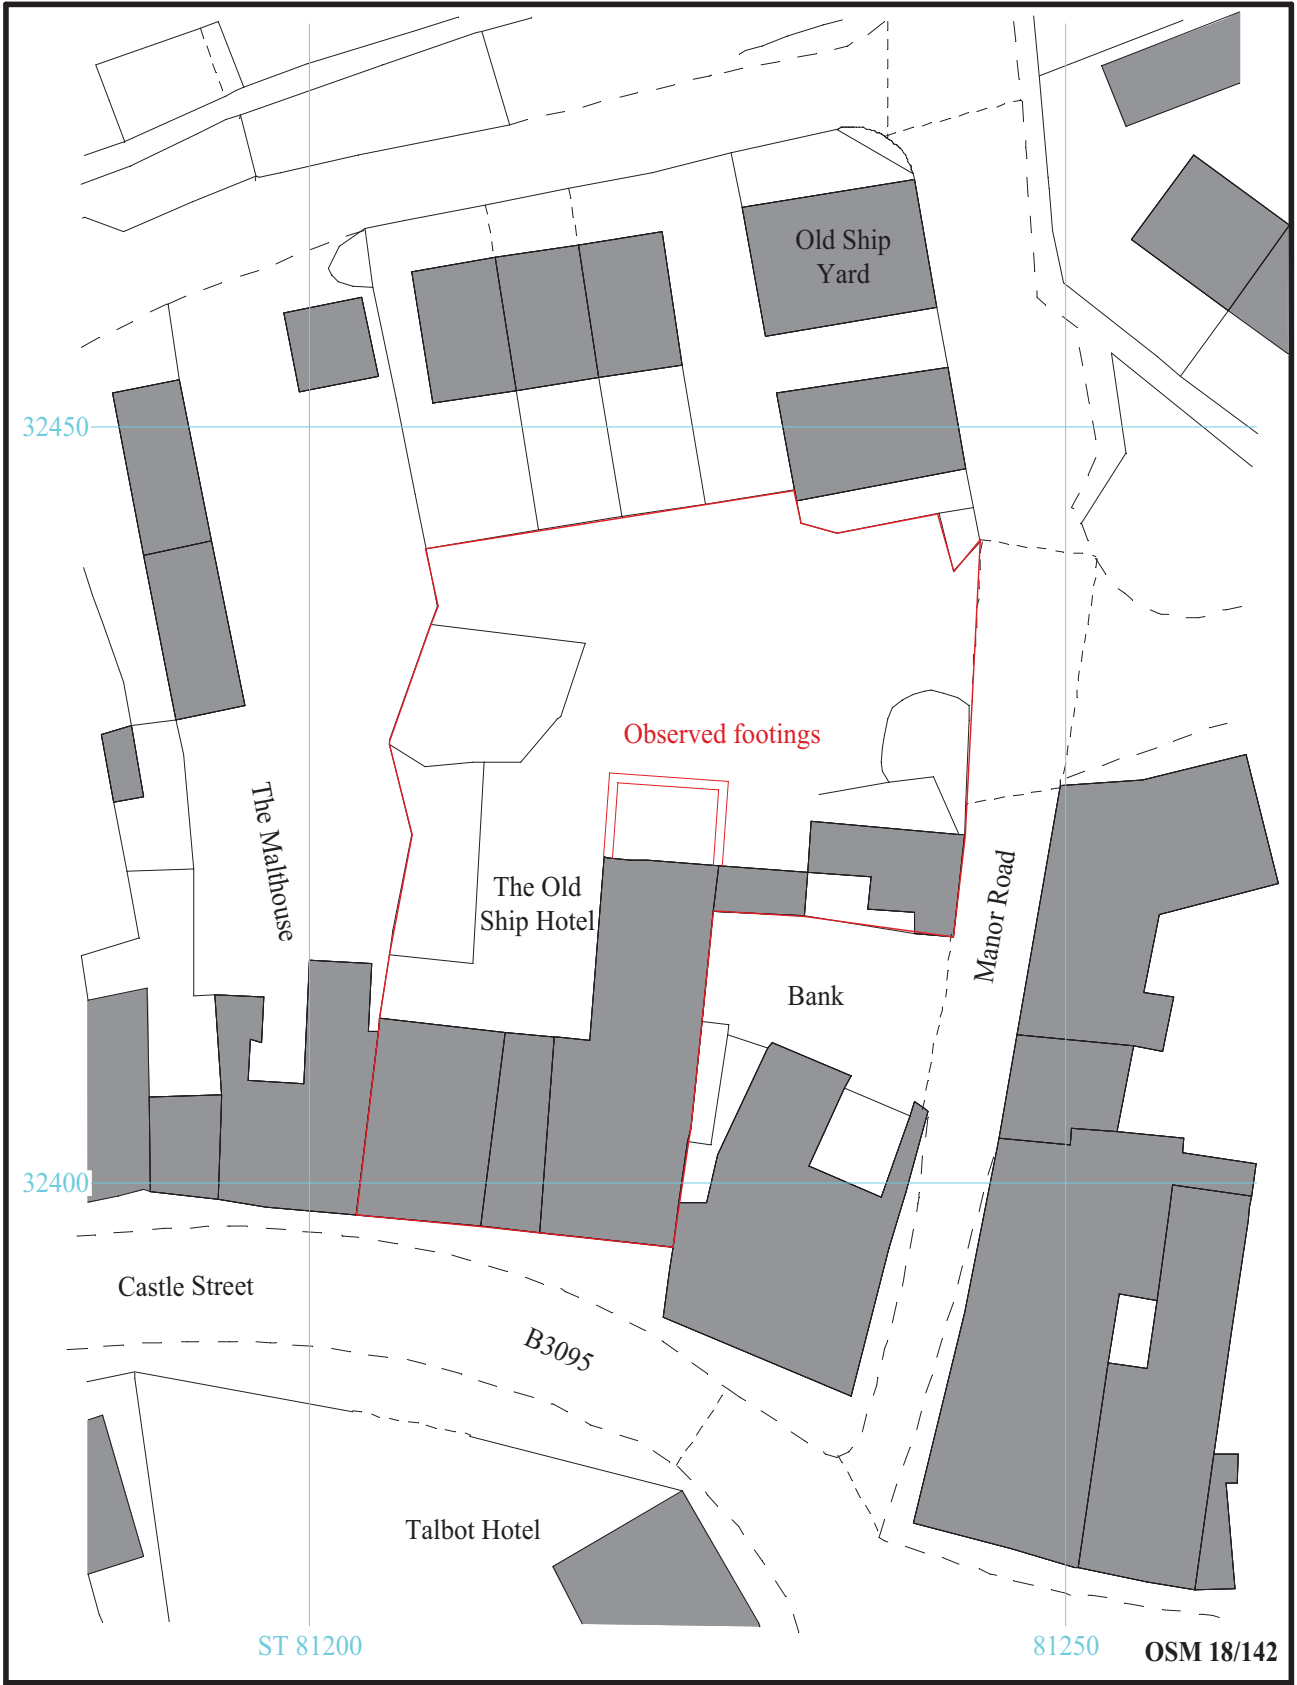 Old Ship
Yard
32450
Observed footings
The Malthouse
The Old
Ship Hotel
Manor Road
Bank
32400
Castle Street
B3095
Talbot Hotel
ST 81200
81250
OSM 18/142